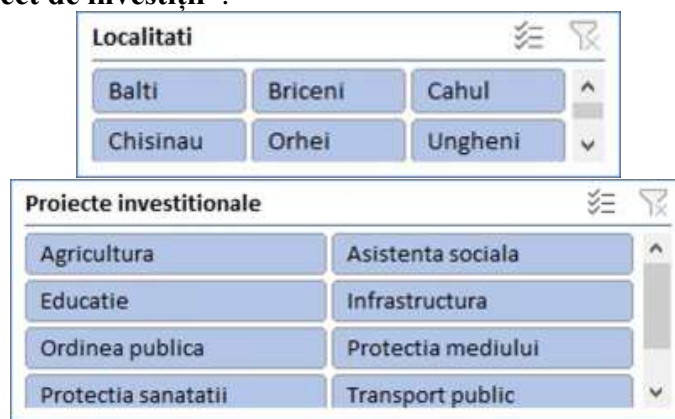 ect de investiții".
Localitati
Balti Briceni Cahul
Chisinau Orhei Ungheni
Proiecte investitionale
Agricultura Asistenta sociala
Educatie Infrastructura
Ordinea publica Protectia mediului
Protectia sanatatii Transport public